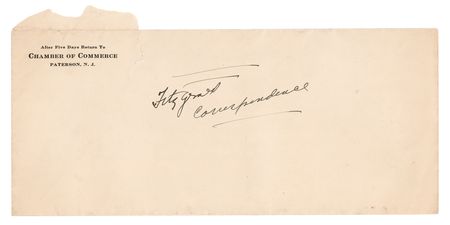 After Five Days Return To
CHAMBER OF COMMERCE
PATERSON, N. J.
Fitzgerald
Correspondence